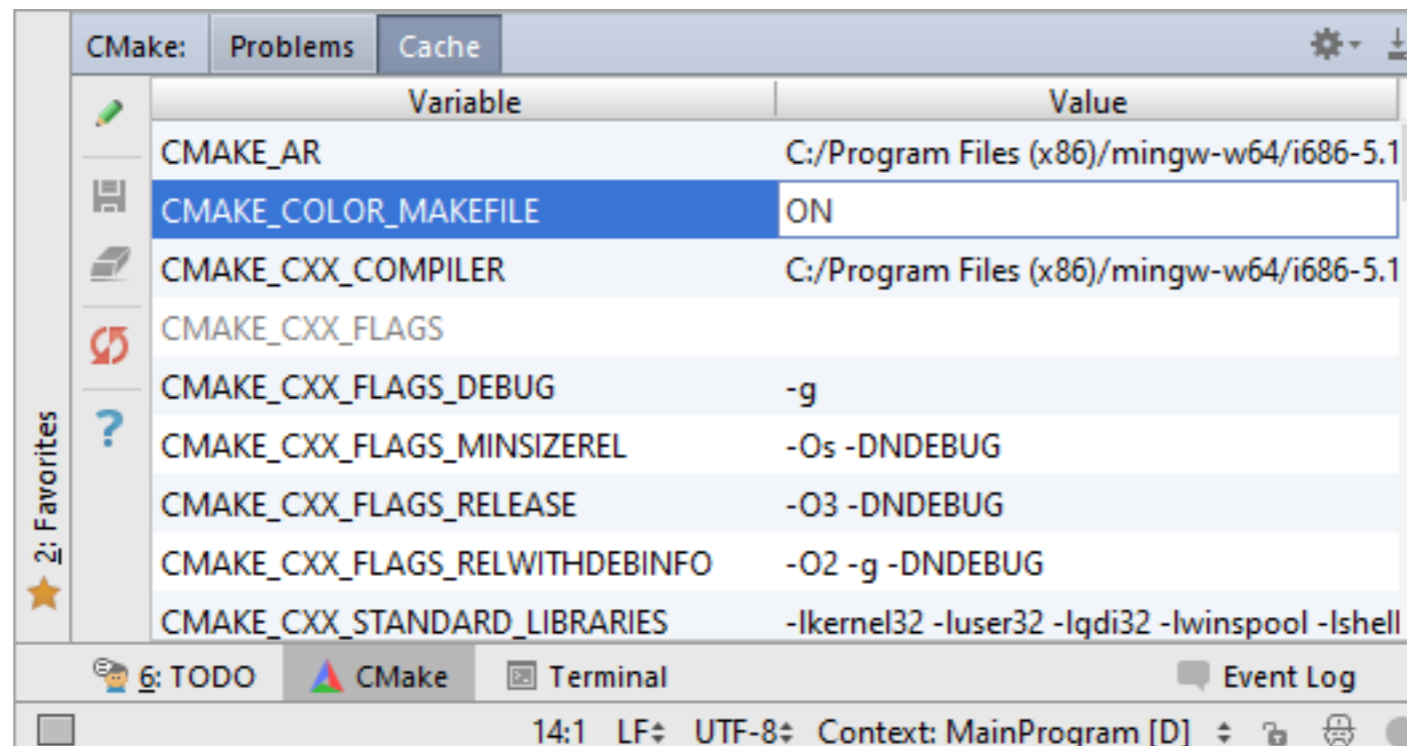 CMake: Problems Cache
Variable Value
CMAKE_AR C:/Program Files (x86)/mingw-w64/i686-5.1
CMAKE_COLOR_MAKEFILE ON
CMAKE_CXX_COMPILER C:/Program Files (x86)/mingw-w64/i686-5.1
CMAKE_CXX_FLAGS
CMAKE_CXX_FLAGS_DEBUG -g
CMAKE_CXX_FLAGS_MINSIZEREL -Os -DNDEBUG
CMAKE_CXX_FLAGS_RELEASE -O3 -DNDEBUG
CMAKE_CXX_FLAGS_RELWITHDEBINFO -O2 -g -DNDEBUG
CMAKE_CXX_STANDARD_LIBRARIES -lkernel32 -luser32 -lgdi32 -lwinspool -lshell
2: Favorites
6: TODO CMake Terminal Event Log
14:1 LF UTF-8 Context: MainProgram [D]